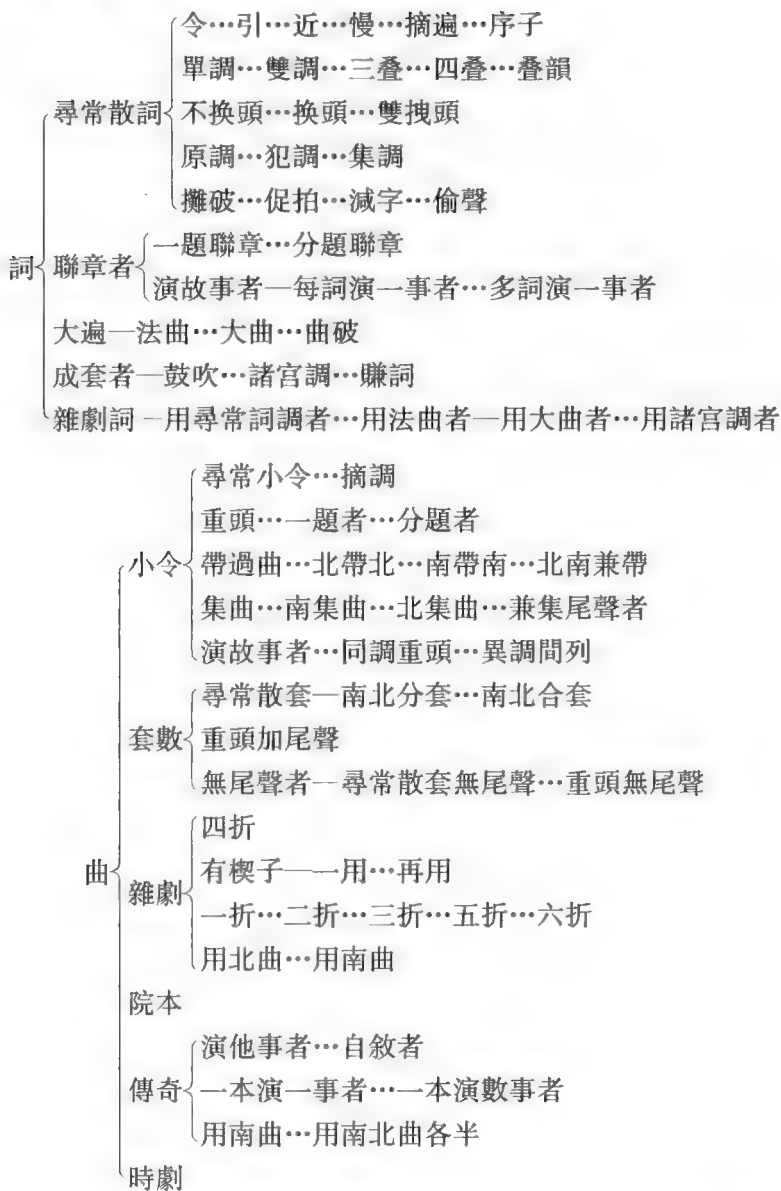 令…引…近…慢…摘遍…序子
單調…雙調…三叠…四叠…叠韻
尋常散詞 不换頭…换頭…雙拽頭
原調…犯調…集調
攤破…促拍…減字…偷聲
一題聯章…分題聯章
詞 聯章者
演故事者—每詞演一事者…多詞演一事者
大遍—法曲…大曲…曲破
成套者—鼓吹…諸宫調…賺詞
雜劇詞—用尋常詞調者…用法曲者—用大曲者…用諸宫調者
尋常小令…摘調
重頭…一題者…分題者
小令 帶過曲…北帶北…南帶南…北南兼帶
集曲…南集曲…北集曲…兼集尾聲者
演故事者…同調重頭…異調間列
尋常散套—南北分套…南北合套
套數 重頭加尾聲
無尾聲者—尋常散套無尾聲…重頭無尾聲
四折
曲 有楔子——一用…再用
雜劇
一折…二折…三折…五折…六折
用北曲…用南曲
院本
演他事者…自敘者
傳奇 一本演一事者…一本演數事者
用南曲…用南北曲各半
時劇